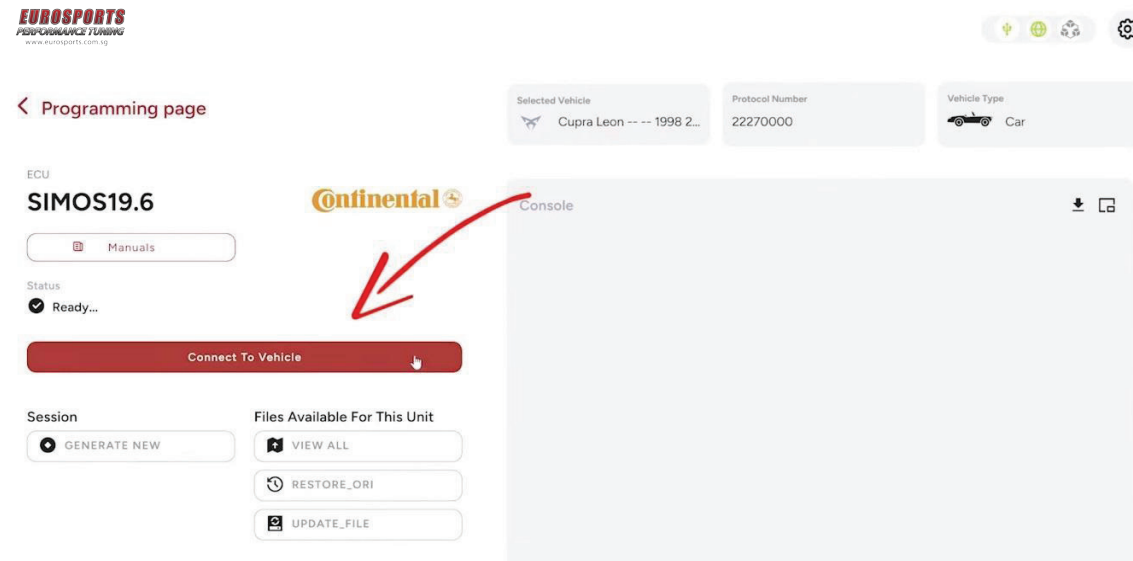 EUROSPORTS
PERFORMANCE TUNING
www.eurosports.com.sg
Programming page
Selected Vehicle
Cupra Leon -- -- 1998 2...
Protocol Number
22270000
Vehicle Type
Car
ECU
SIMOS19.6
Continental
Manuals
Console
Status
Ready...
Connect To Vehicle
Session
Files Available For This Unit
GENERATE NEW
VIEW ALL
RESTORE_ORI
UPDATE_FILE